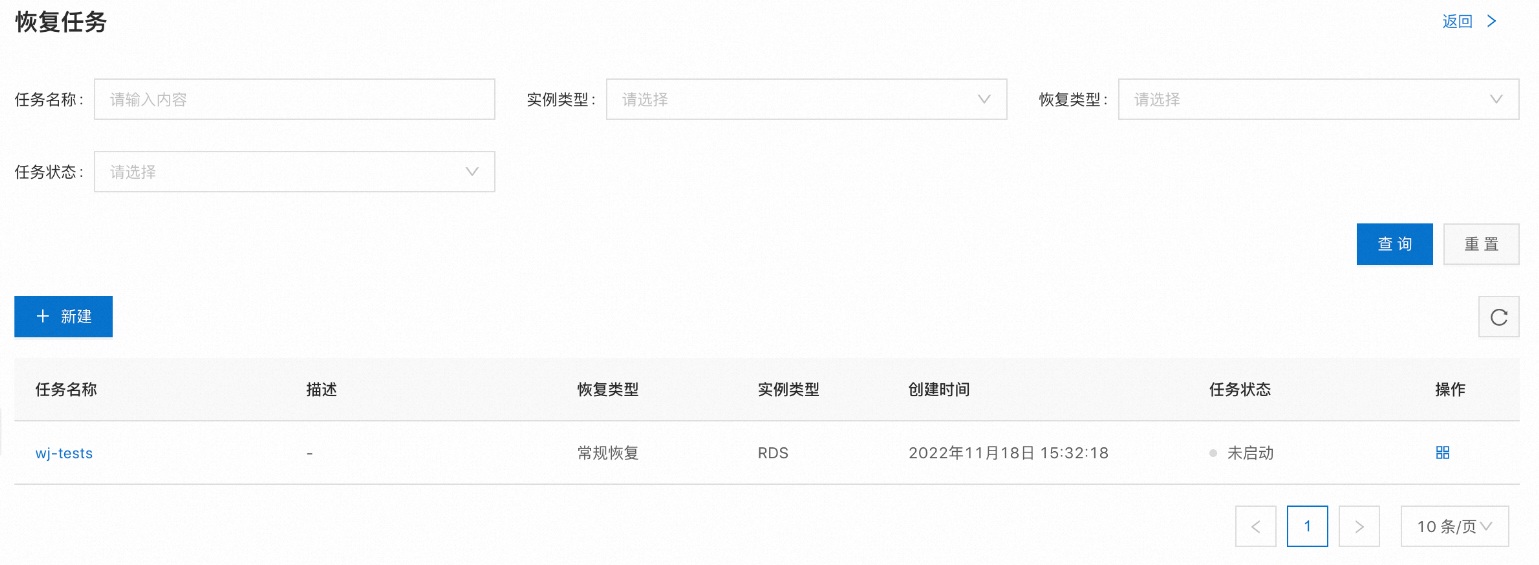 恢复任务
返回
任务名称: 请输入内容 实例类型: 请选择 恢复类型: 请选择
任务状态: 请选择
查询 重置
新建
任务名称 描述 恢复类型 实例类型 创建时间 任务状态 操作
wj-tests - 常规恢复 RDS 2022年11月18日 15:32:18 未启动
1 10 条/页